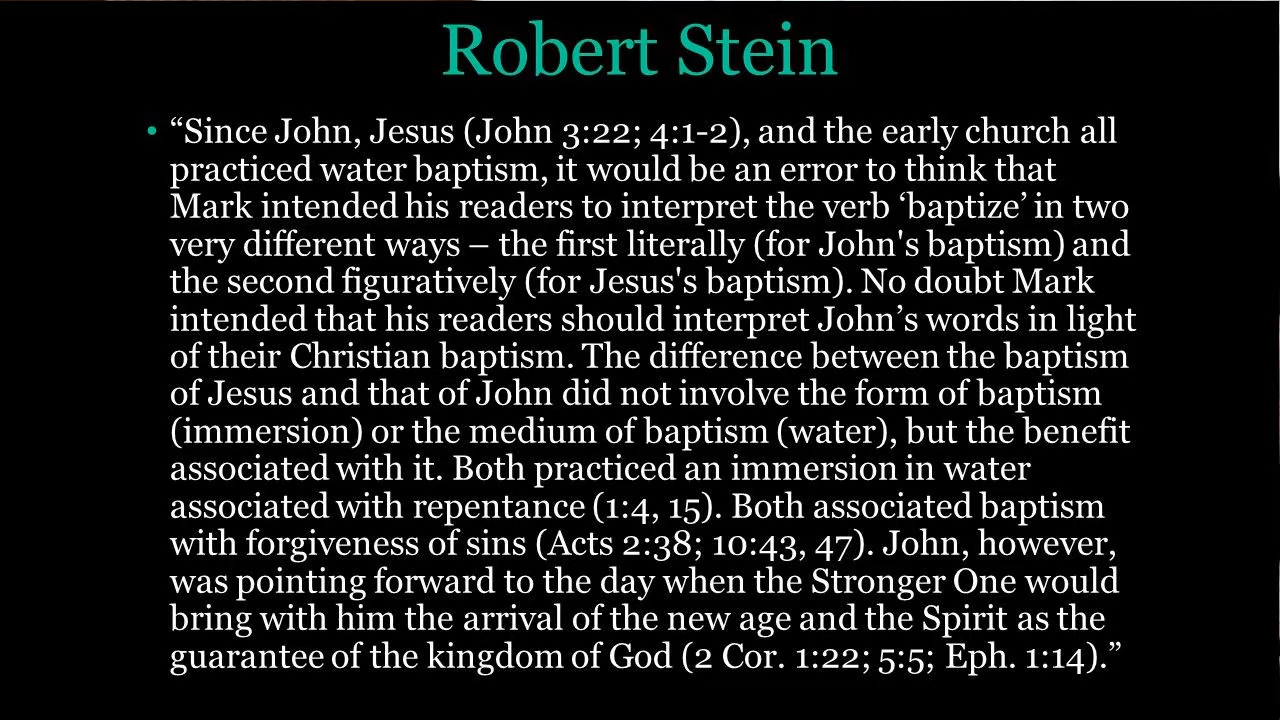 Robert Stein
• “Since John, Jesus (John 3:22; 4:1-2), and the early church all
practiced water baptism, it would be an error to think that
Mark intended his readers to interpret the verb ‘baptize’ in two
very different ways – the first literally (for John's baptism) and
the second figuratively (for Jesus's baptism). No doubt Mark
intended that his readers should interpret John’s words in light
of their Christian baptism. The difference between the baptism
of Jesus and that of John did not involve the form of baptism
(immersion) or the medium of baptism (water), but the benefit
associated with it. Both practiced an immersion in water
associated with repentance (1:4, 15). Both associated baptism
with forgiveness of sins (Acts 2:38; 10:43, 47). John, however,
was pointing forward to the day when the Stronger One would
bring with him the arrival of the new age and the Spirit as the
guarantee of the kingdom of God (2 Cor. 1:22; 5:5; Eph. 1:14).”